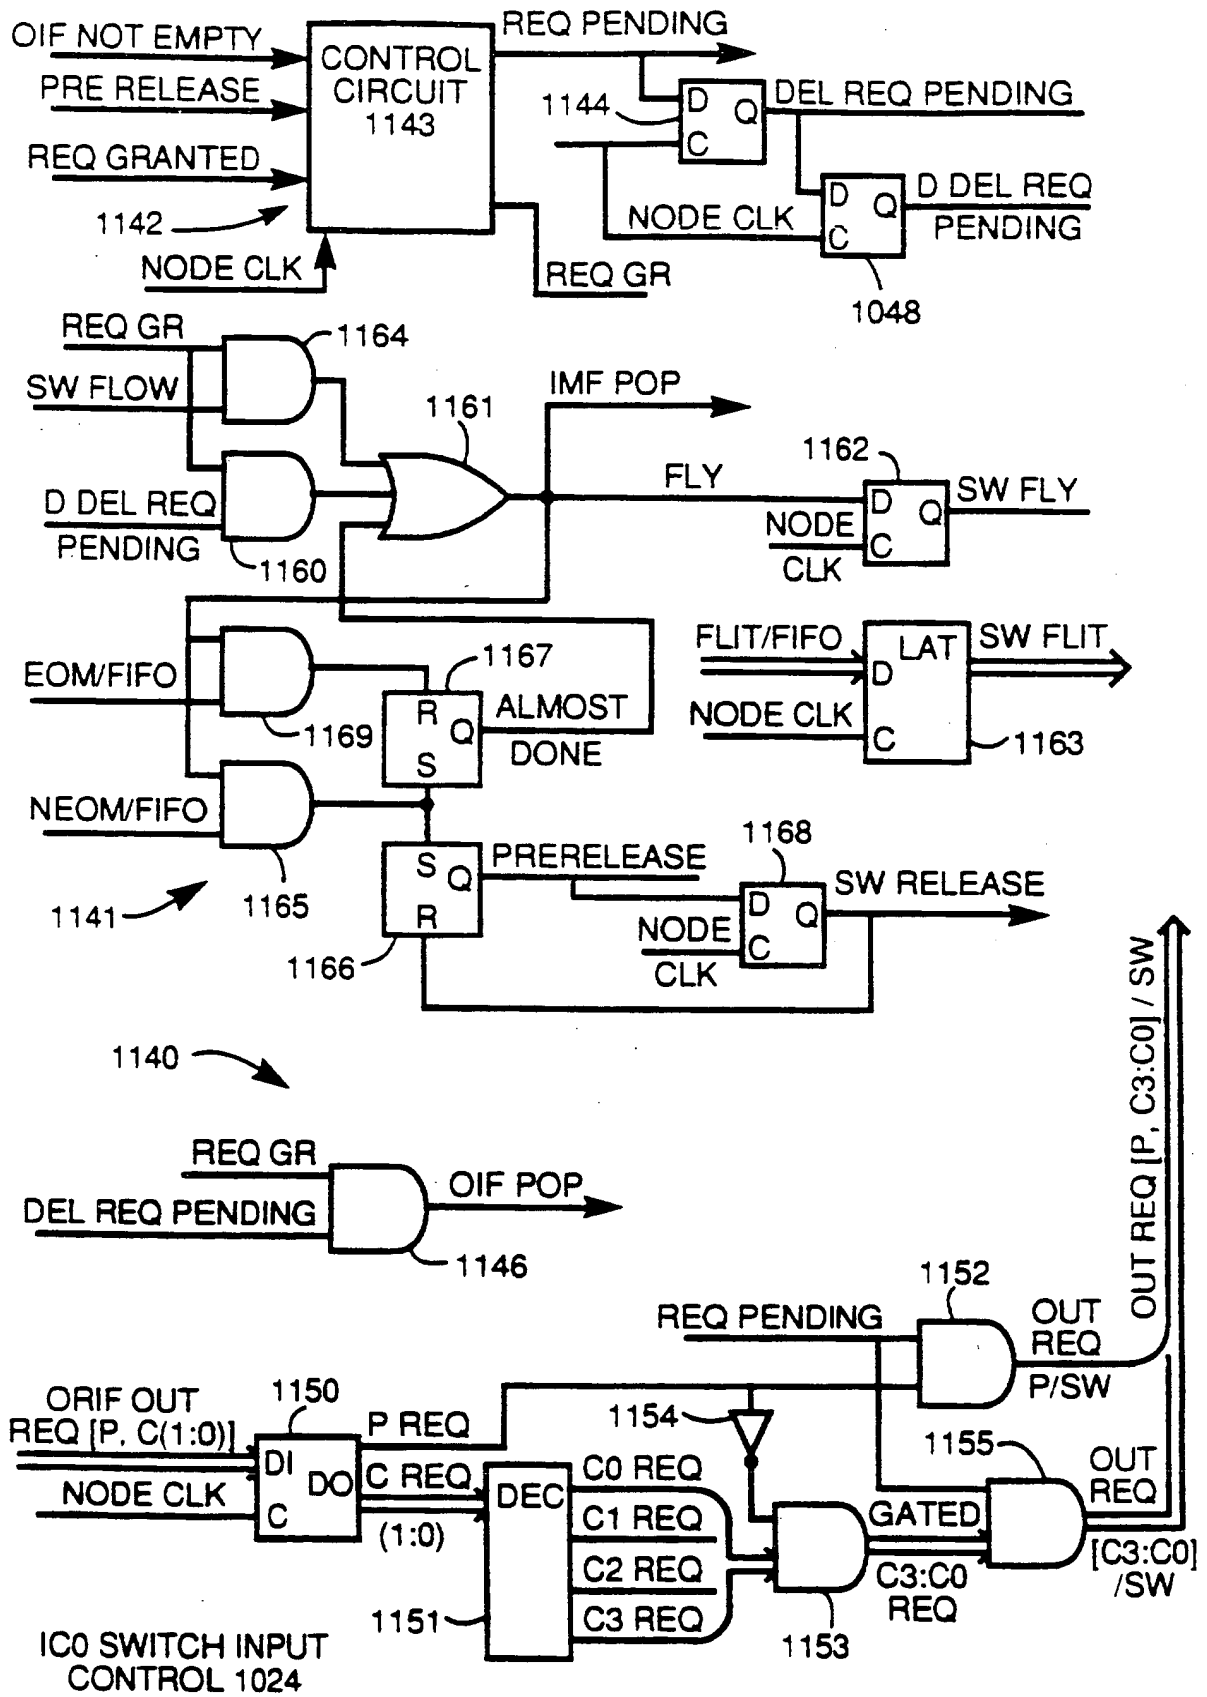 OIF NOT EMPTY
PRE RELEASE
REQ GRANTED
1142
NODE CLK
CONTROL
CIRCUIT
1143
REQ PENDING
REQ GR
1144
D
C
Q
DEL REQ PENDING
NODE CLK
D
C
Q
D DEL REQ
PENDING
1048
REQ GR
SW FLOW
1164
D DEL REQ
PENDING
1160
1161
IMF POP
FLY
1162
D
C
Q
NODE
CLK
SW FLY
EOM/FIFO
1169
NEOM/FIFO
1165
1141
1167
R
S
Q
ALMOST
DONE
FLIT/FIFO
NODE CLK
LAT
D
C
SW FLIT
1163
S
R
Q
1166
PRERELEASE
NODE
CLK
1168
D
C
Q
SW RELEASE
1140
REQ GR
DEL REQ PENDING
1146
OIF POP
OUT REQ [P, C3:C0] / SW
REQ PENDING
1152
OUT
REQ
P/SW
ORIF OUT
REQ [P, C(1:0)]
NODE CLK
1150
DI
DO
C
P REQ
C REQ
(1:0)
DEC
1151
C0 REQ
C1 REQ
C2 REQ
C3 REQ
1154
1153
GATED
C3:C0
REQ
1155
OUT
REQ
[C3:C0]
/SW
IC0 SWITCH INPUT
CONTROL 1024